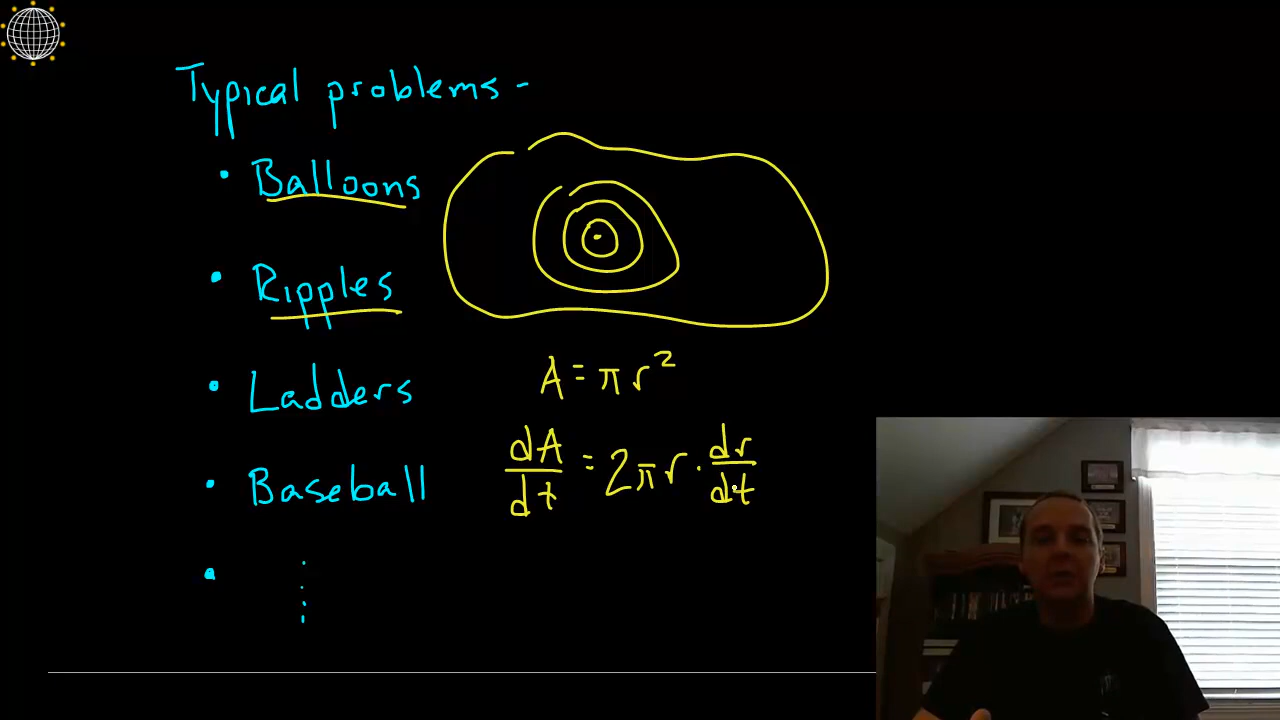 Typical problems -
• Balloons
• Ripples
• Ladders
• Baseball
•
⋮
A = πr²
dA/dt = 2πr · dr/dt